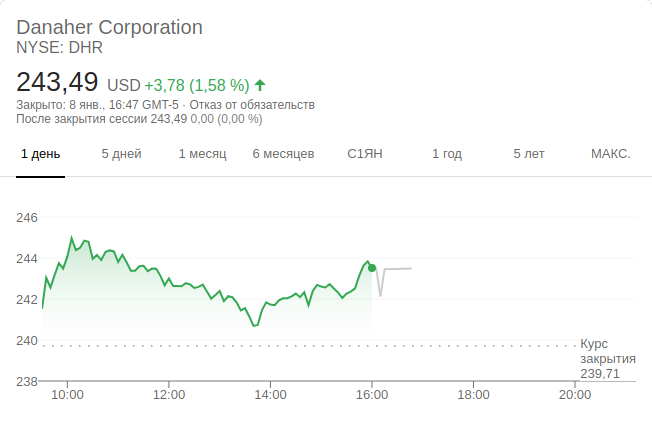 Danaher Corporation
NYSE: DHR
243,49 USD +3,78 (1,58 %)
Закрыто: 8 янв., 16:47 GMT-5 · Отказ от обязательств
После закрытия сессии 243,49 0,00 (0,00 %)
1 день 5 дней 1 месяц 6 месяцев С1ЯН 1 год 5 лет МАКС.
246
244
242
240
238
Курс
закрытия
239,71
10:00 12:00 14:00 16:00 18:00 20:00